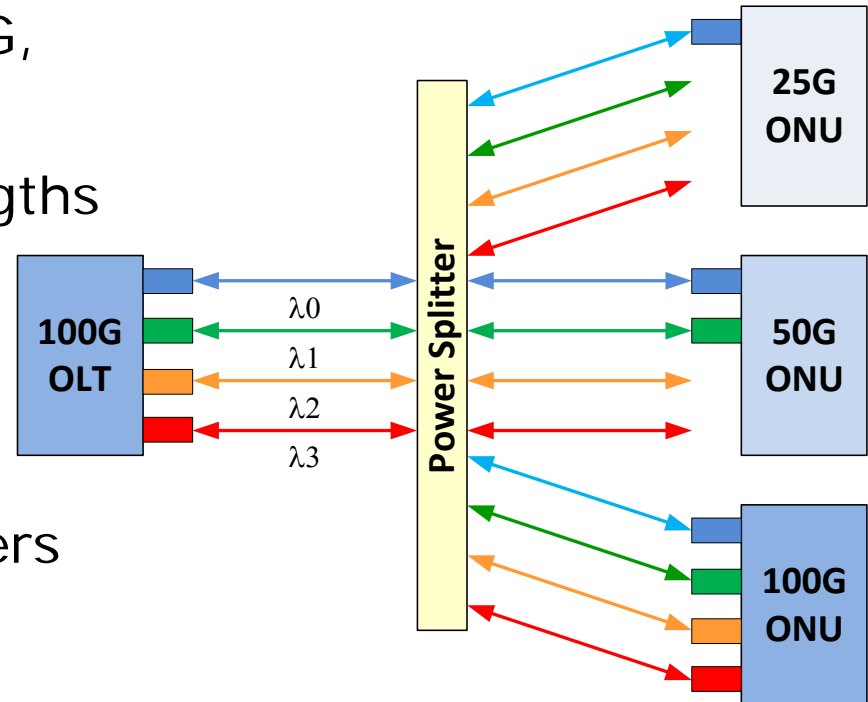 G,
gths
ers
100G
OLT
λ0
λ1
λ2
λ3
Power Splitter
25G
ONU
50G
ONU
100G
ONU